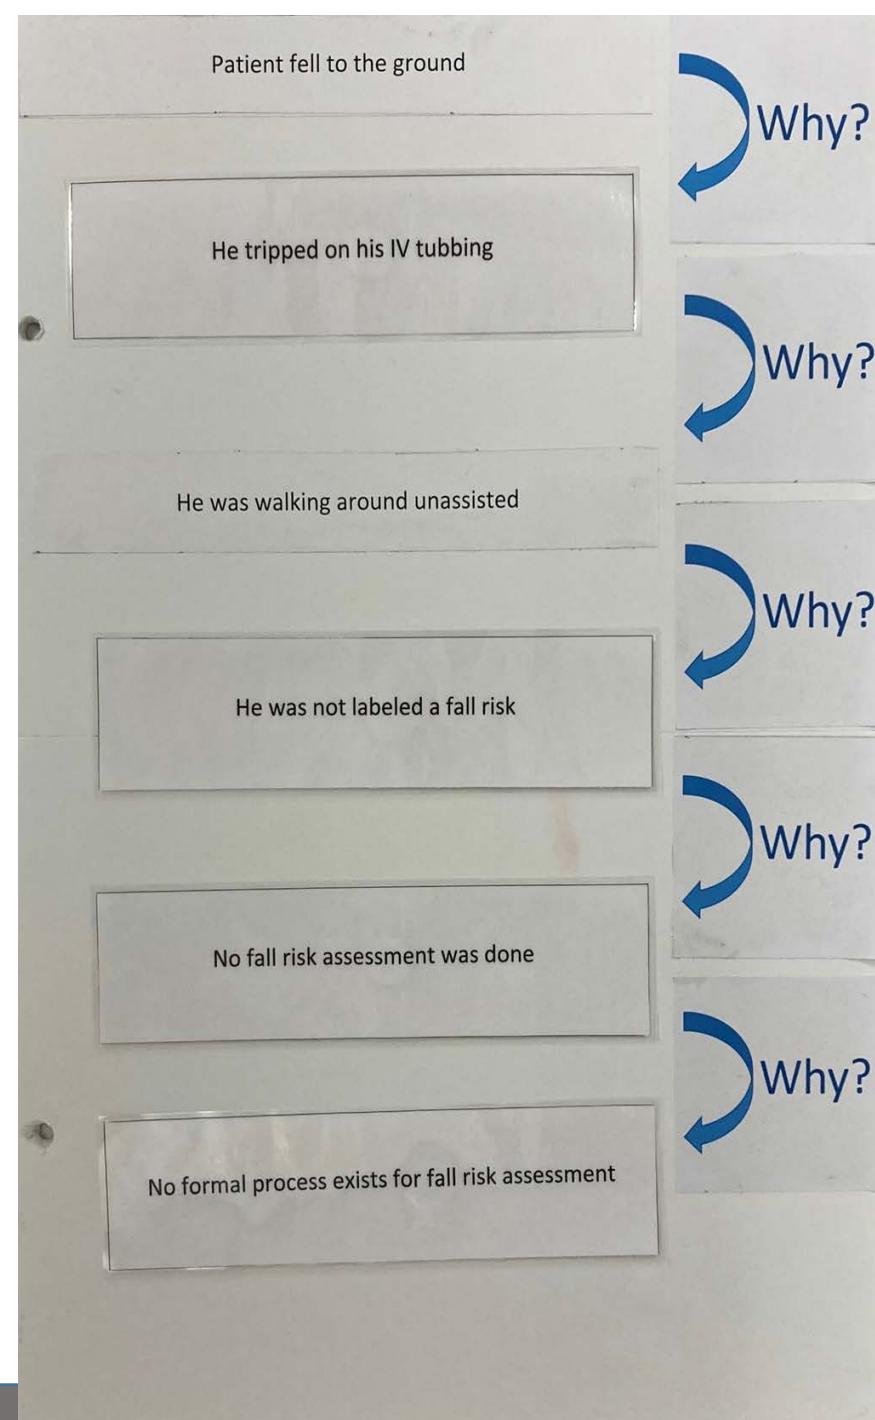 Patient fell to the ground
Why?
He tripped on his IV tubbing
Why?
He was walking around unassisted
Why?
He was not labeled a fall risk
Why?
No fall risk assessment was done
Why?
No formal process exists for fall risk assessment